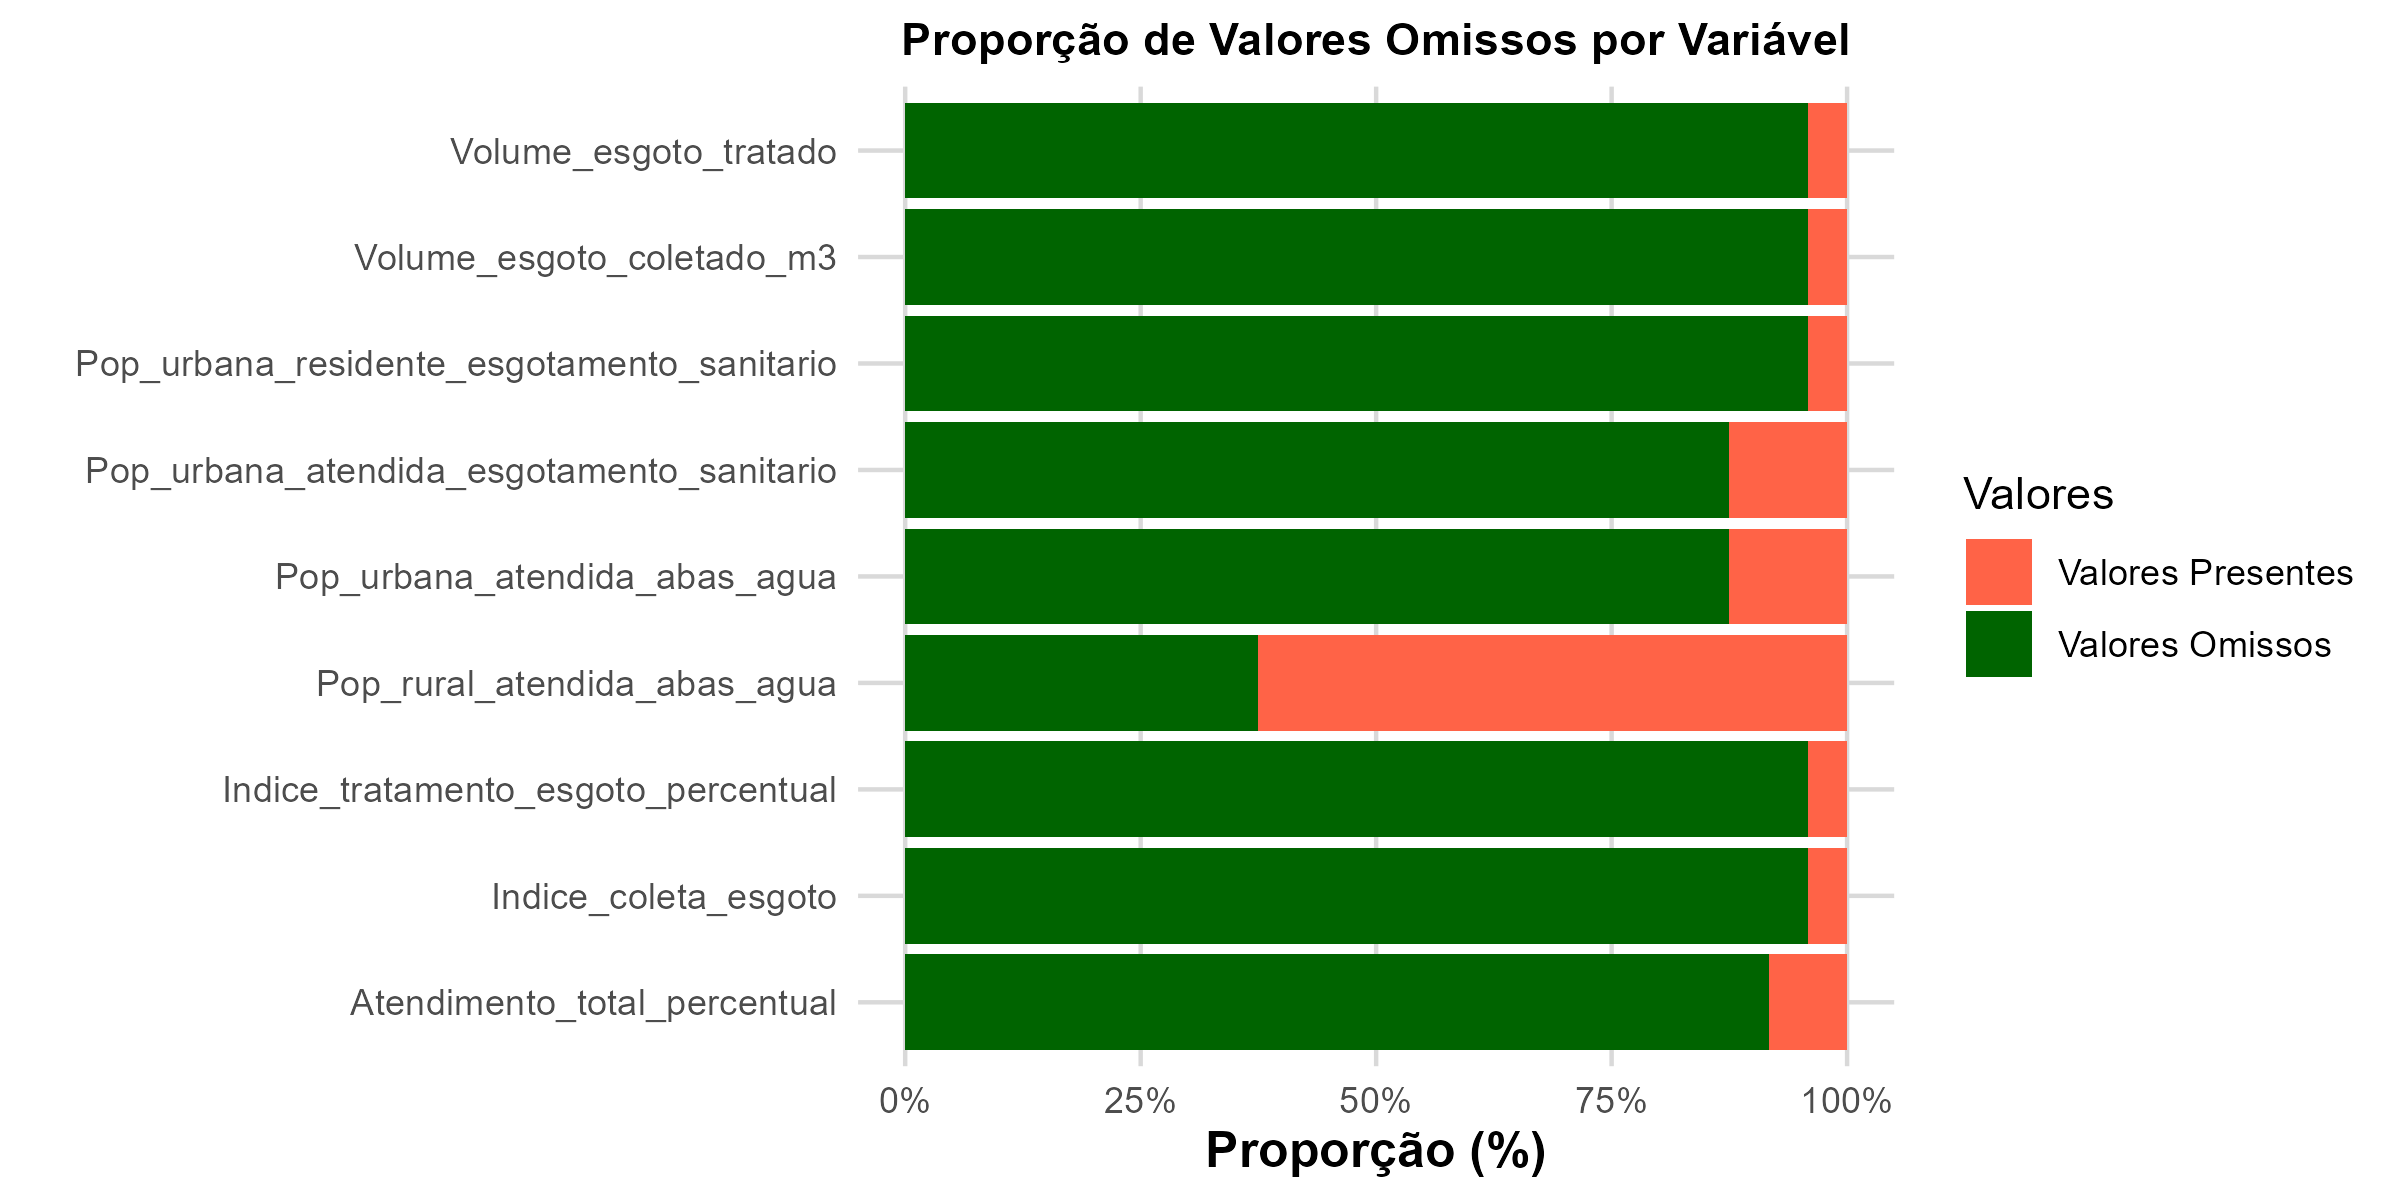 Proporção de Valores Omissos por Variável
Volume_esgoto_tratado
Volume_esgoto_coletado_m3
Pop_urbana_residente_esgotamento_sanitario
Pop_urbana_atendida_esgotamento_sanitario
Pop_urbana_atendida_abas_agua
Pop_rural_atendida_abas_agua
Indice_tratamento_esgoto_percentual
Indice_coleta_esgoto
Atendimento_total_percentual
0% 25% 50% 75% 100%
Proporção (%)
Valores
Valores Presentes
Valores Omissos